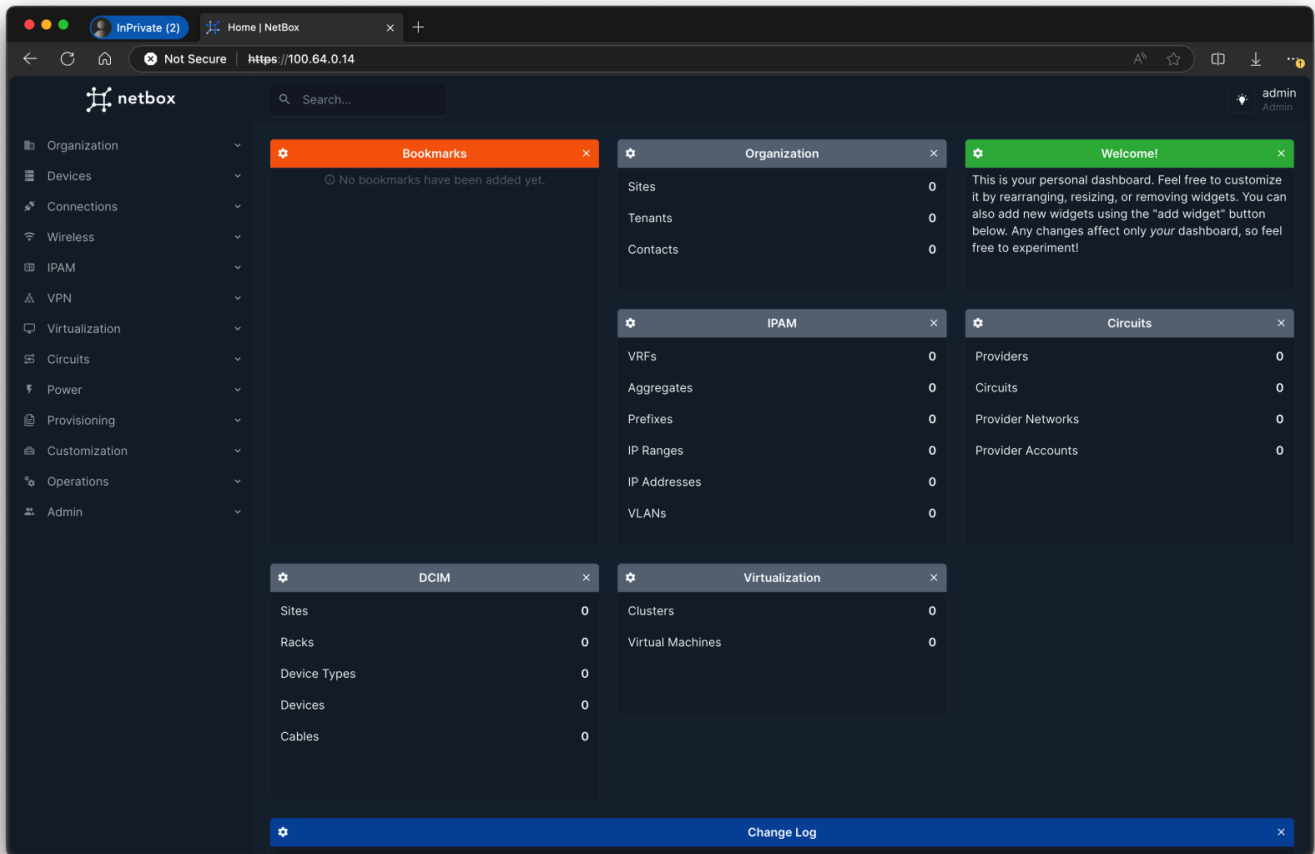 InPrivate (2)
Home | NetBox
Not Secure
https://100.64.0.14
netbox
Search...
admin
Admin
Organization
Devices
Connections
Wireless
IPAM
VPN
Virtualization
Circuits
Power
Provisioning
Customization
Operations
Admin
Bookmarks
No bookmarks have been added yet.
Organization
Sites 0
Tenants 0
Contacts 0
Welcome!
This is your personal dashboard. Feel free to customize
it by rearranging, resizing, or removing widgets. You can
also add new widgets using the "add widget" button
below. Any changes affect only your dashboard, so feel
free to experiment!
IPAM
VRFs 0
Aggregates 0
Prefixes 0
IP Ranges 0
IP Addresses 0
VLANs 0
Circuits
Providers 0
Circuits 0
Provider Networks 0
Provider Accounts 0
DCIM
Sites 0
Racks 0
Device Types 0
Devices 0
Cables 0
Virtualization
Clusters 0
Virtual Machines 0
Change Log